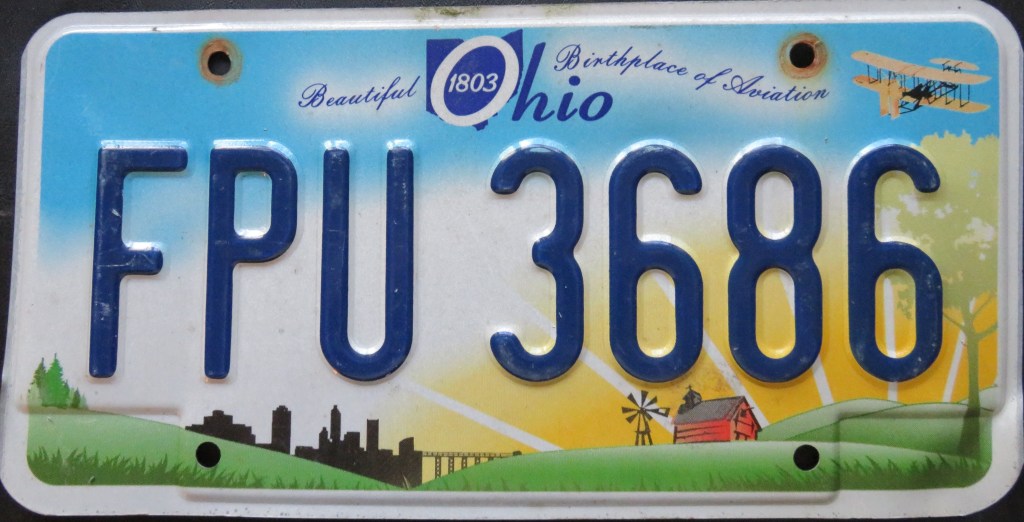 Beautiful Ohio Birthplace of Aviation
1803
FPU 3686